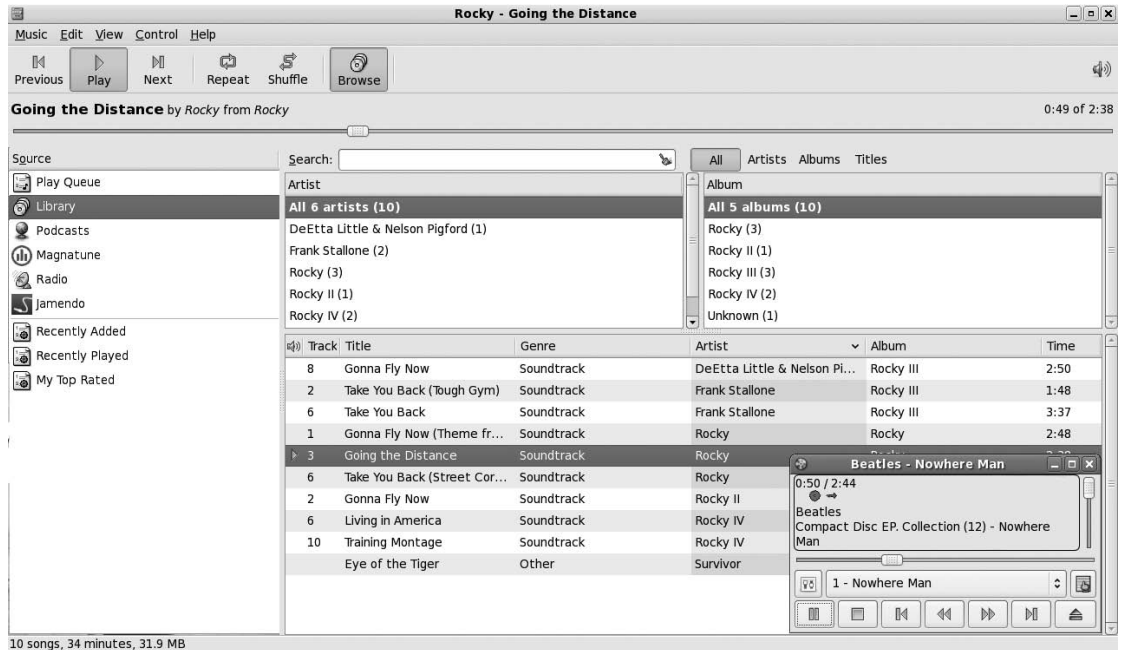 Rocky - Going the Distance
Music Edit View Control Help
Previous Play Next Repeat Shuffle Browse
Going the Distance by Rocky from Rocky 0:49 of 2:38
Source Search: All Artists Albums Titles
Play Queue
Library
Podcasts
Magnatune
Radio
Jamendo
Recently Added
Recently Played
My Top Rated
Artist
All 6 artists (10)
DeEtta Little & Nelson Pigford (1)
Frank Stallone (2)
Rocky (3)
Rocky II (1)
Rocky IV (2)
Album
All 5 albums (10)
Rocky (3)
Rocky II (1)
Rocky III (3)
Rocky IV (2)
Unknown (1)
Track Title Genre Artist Album Time
8 Gonna Fly Now Soundtrack DeEtta Little & Nelson Pi... Rocky III 2:50
2 Take You Back (Tough Gym) Soundtrack Frank Stallone Rocky III 1:48
6 Take You Back Soundtrack Frank Stallone Rocky III 3:37
1 Gonna Fly Now (Theme fr... Soundtrack Rocky Rocky 2:48
3 Going the Distance Soundtrack Rocky
6 Take You Back (Street Cor... Soundtrack Rocky
2 Gonna Fly Now Soundtrack Rocky II
6 Living in America Soundtrack Rocky IV
10 Training Montage Soundtrack Rocky IV
Eye of the Tiger Other Survivor
Beatles - Nowhere Man
0:50 / 2:44
Beatles
Compact Disc EP. Collection (12) - Nowhere
Man
1 - Nowhere Man
10 songs, 34 minutes, 31.9 MB